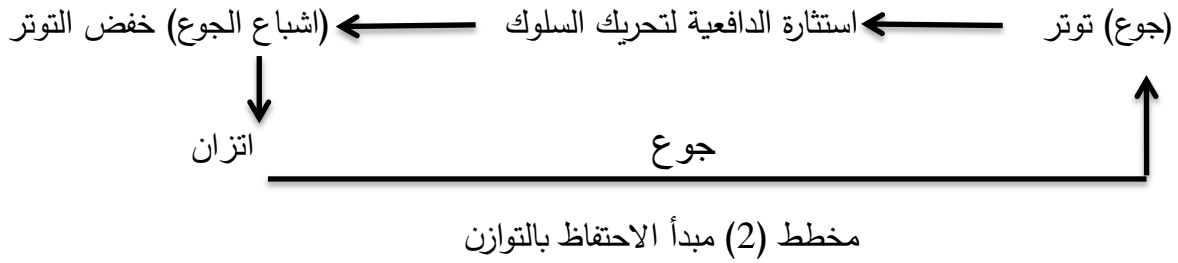 (جوع) توتر استثارة الدافعية لتحريك السلوك (اشباع الجوع) خفض التوتر
جوع اتزان
مخطط (2) مبدأ الاحتفاظ بالتوازن